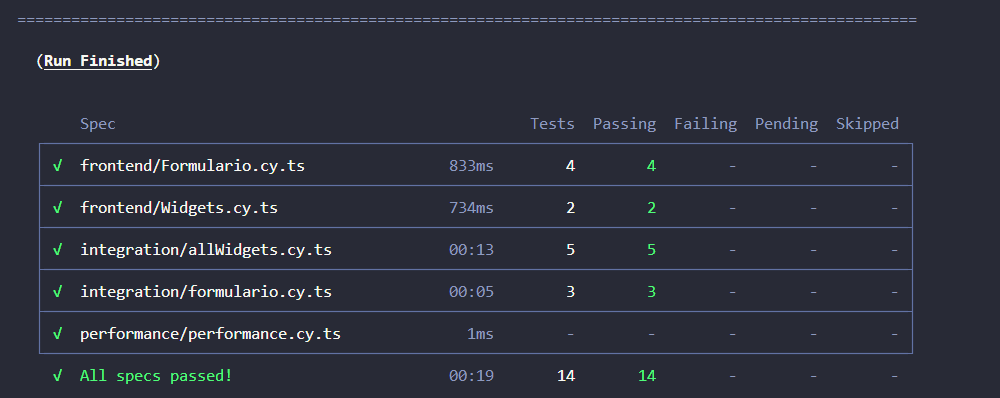 ====================================================================================================
(Run Finished)
Spec Tests Passing Failing Pending Skipped
√ frontend/Formulario.cy.ts 833ms 4 4 - - -
√ frontend/Widgets.cy.ts 734ms 2 2 - - -
√ integration/allWidgets.cy.ts 00:13 5 5 - - -
√ integration/formulario.cy.ts 00:05 3 3 - - -
√ performance/performance.cy.ts 1ms - - - - -
√ All specs passed! 00:19 14 14 - - -